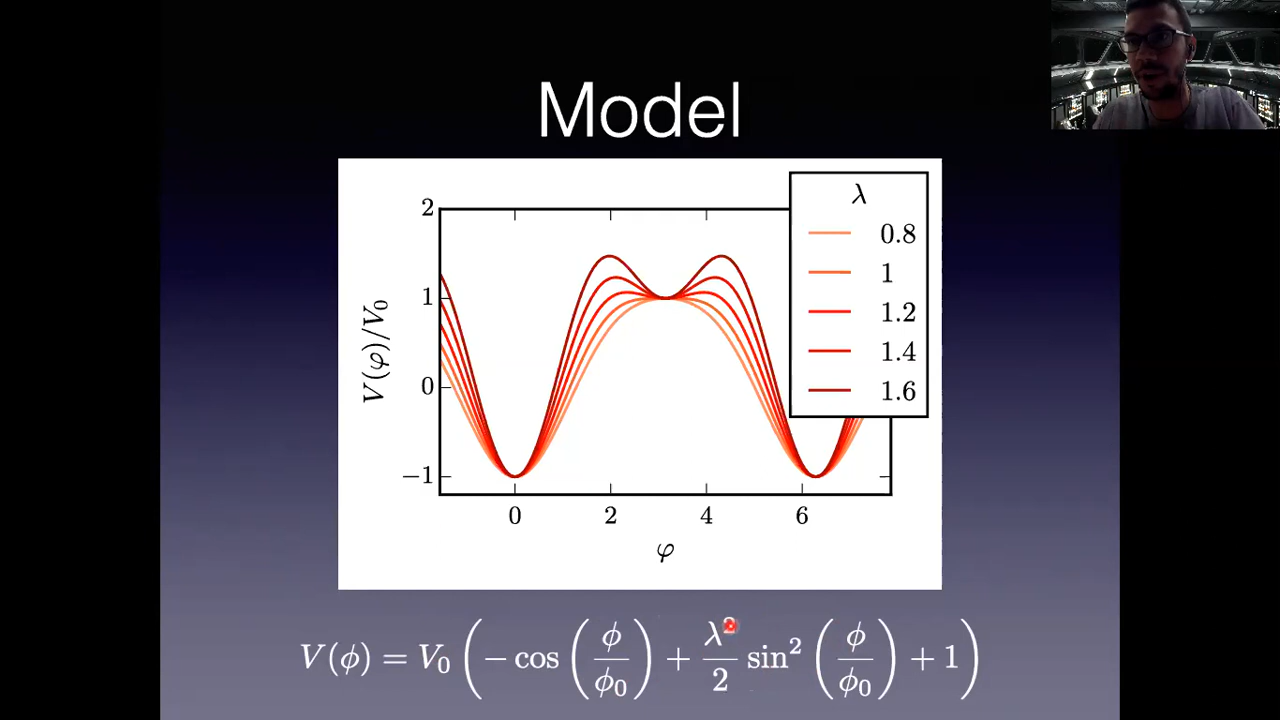 Model
λ
0.8
1
1.2
1.4
1.6
2
1
0
−1
V(φ)/V₀
0 2 4 6
φ
V(ϕ) = V₀ ( − cos ( ϕ/ϕ₀ ) + λ²/2 sin² ( ϕ/ϕ₀ ) + 1 )